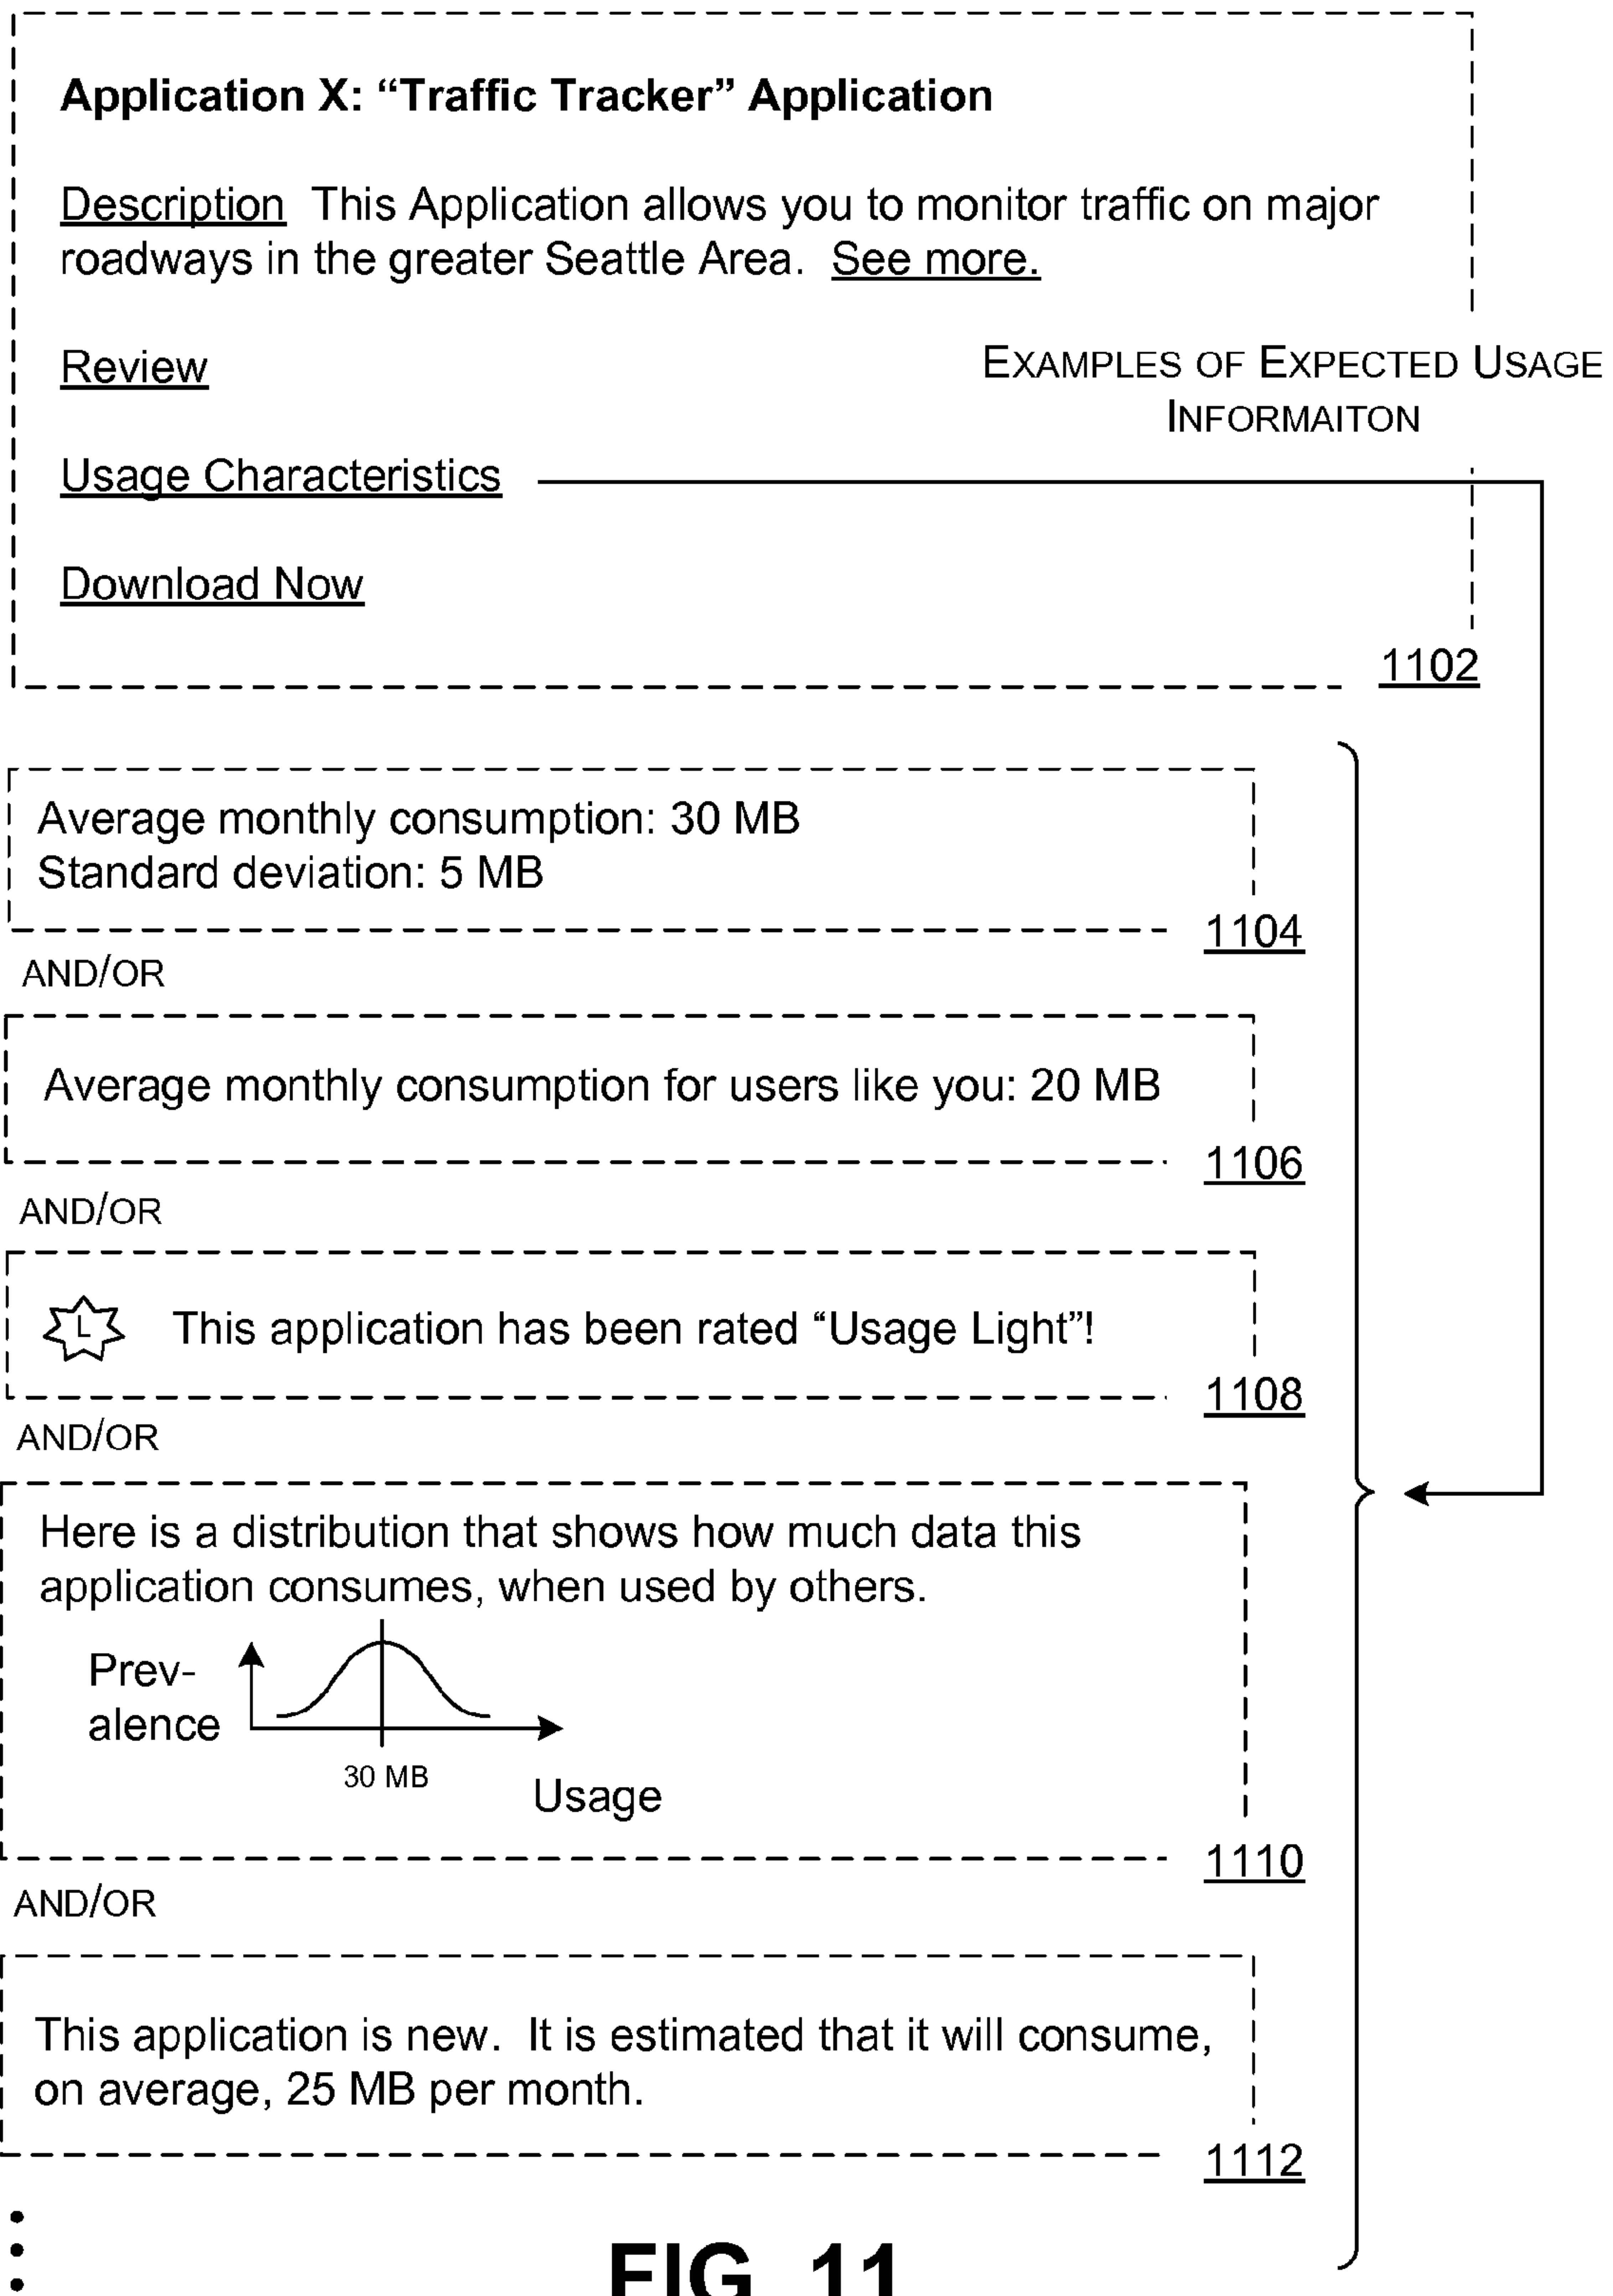 Application X: “Traffic Tracker” Application
Description  This Application allows you to monitor traffic on major
roadways in the greater Seattle Area.  See more.
Review
EXAMPLES OF EXPECTED USAGE
INFORMAITON
Usage Characteristics
Download Now
1102
Average monthly consumption: 30 MB
Standard deviation: 5 MB
1104
AND/OR
Average monthly consumption for users like you: 20 MB
1106
AND/OR
L
This application has been rated “Usage Light”!
1108
AND/OR
Here is a distribution that shows how much data this
application consumes, when used by others.
Prev-
alence
30 MB
Usage
1110
AND/OR
This application is new.  It is estimated that it will consume,
on average, 25 MB per month.
1112
FIG. 11